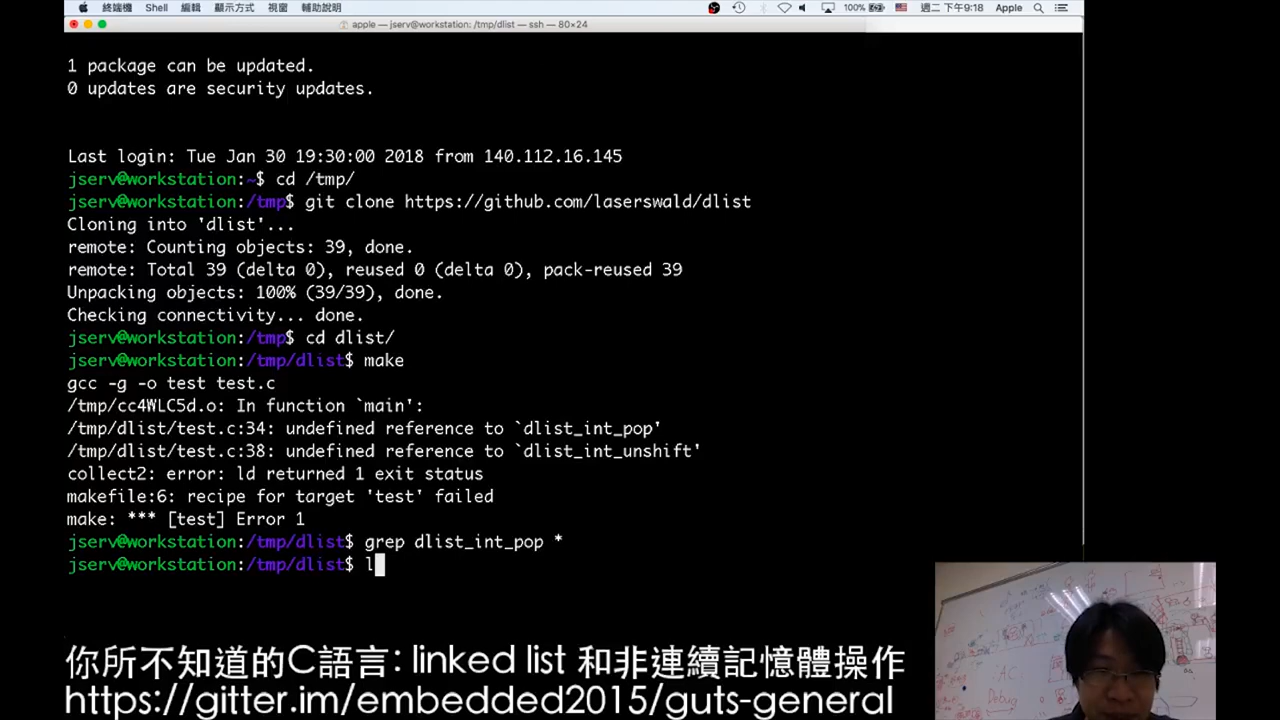 終端機 Shell 編輯 顯示方式 視窗 輔助說明 100% 週二 下午9:18 Apple
apple — jserv@workstation: /tmp/dlist — ssh — 80×24
1 package can be updated.
0 updates are security updates.
Last login: Tue Jan 30 19:30:00 2018 from 140.112.16.145
jserv@workstation:~$ cd /tmp/
jserv@workstation:/tmp$ git clone https://github.com/laserswald/dlist
Cloning into 'dlist'...
remote: Counting objects: 39, done.
remote: Total 39 (delta 0), reused 0 (delta 0), pack-reused 39
Unpacking objects: 100% (39/39), done.
Checking connectivity... done.
jserv@workstation:/tmp$ cd dlist/
jserv@workstation:/tmp/dlist$ make
gcc -g -o test test.c
/tmp/cc4WLC5d.o: In function `main':
/tmp/dlist/test.c:34: undefined reference to `dlist_int_pop'
/tmp/dlist/test.c:38: undefined reference to `dlist_int_unshift'
collect2: error: ld returned 1 exit status
makefile:6: recipe for target 'test' failed
make: *** [test] Error 1
jserv@workstation:/tmp/dlist$ grep dlist_int_pop *
jserv@workstation:/tmp/dlist$ l
Debug
你所不知道的C語言: linked list 和非連續記憶體操作
https://gitter.im/embedded2015/guts-general